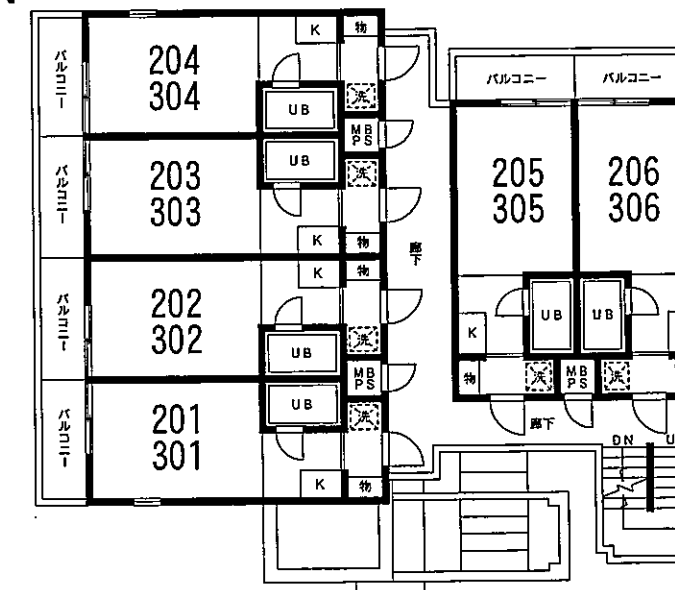 バルコニー
204
304
K
物
UB
洗
MB
PS
バルコニー
203
303
UB
洗
K
物
廊下
バルコニー
202
302
K
物
UB
洗
MB
PS
バルコニー
201
301
UB
洗
K
物
バルコニー
バルコニー
205
305
206
306
UB
UB
K
物
洗
MB
PS
洗
廊下
DN
U